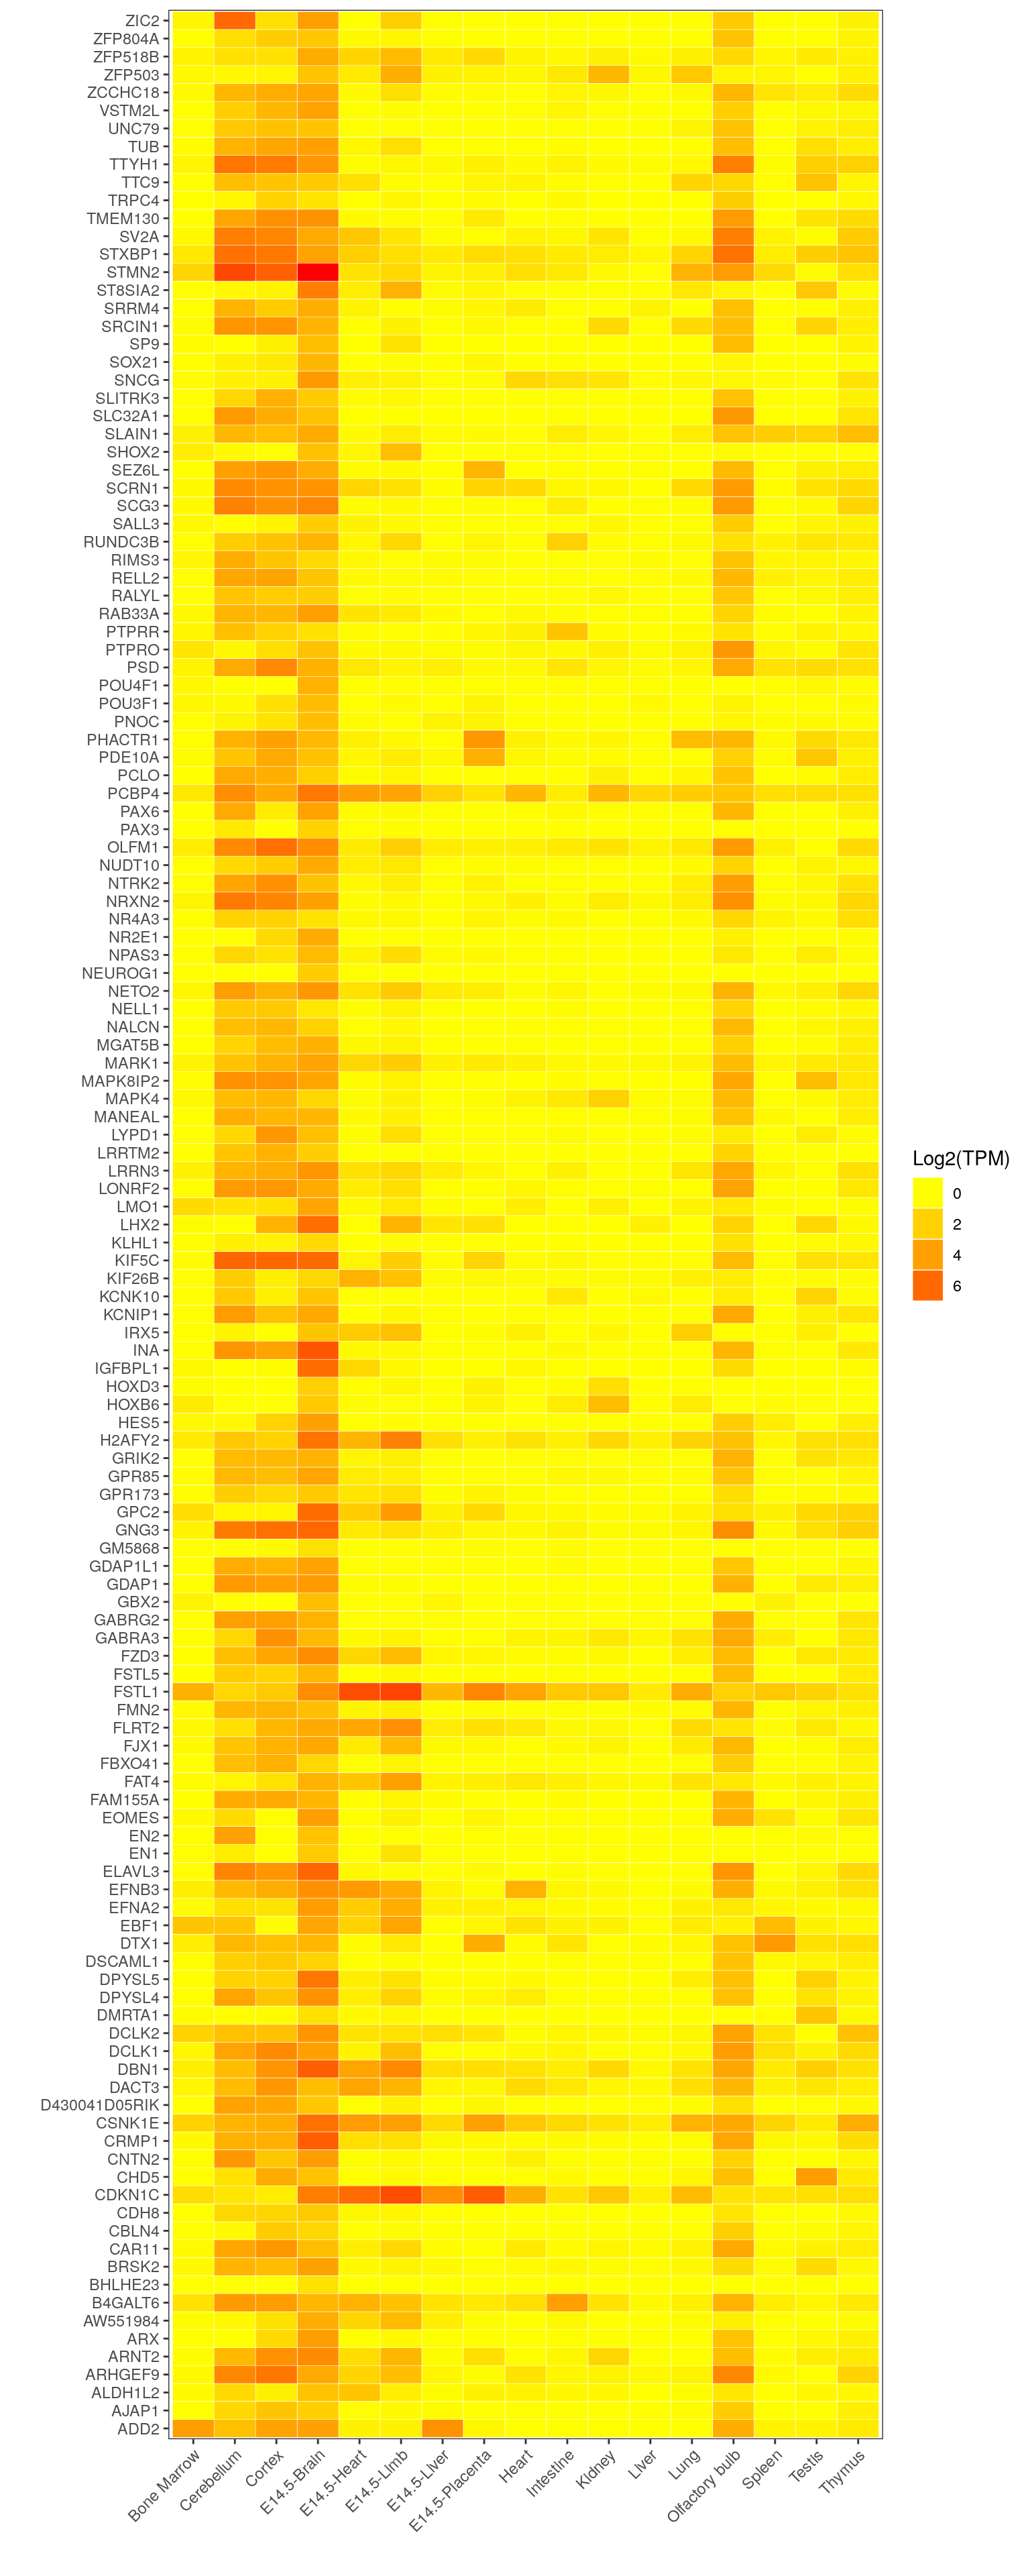 ZIC2
ZFP804A
ZFP518B
ZFP503
ZCCHC18
VSTM2L
UNC79
TUB
TTYH1
TTC9
TRPC4
TMEM130
SV2A
STXBP1
STMN2
ST8SIA2
SRRM4
SRCIN1
SP9
SOX21
SNCG
SLITRK3
SLC32A1
SLAIN1
SHOX2
SEZ6L
SCRN1
SCG3
SALL3
RUNDC3B
RIMS3
RELL2
RALYL
RAB33A
PTPRR
PTPRO
PSD
POU4F1
POU3F1
PNOC
PHACTR1
PDE10A
PCLO
PCBP4
PAX6
PAX3
OLFM1
NUDT10
NTRK2
NRXN2
NR4A3
NR2E1
NPAS3
NEUROG1
NETO2
NELL1
NALCN
MGAT5B
MARK1
MAPK8IP2
MAPK4
MANEAL
LYPD1
LRRTM2
LRRN3
LONRF2
LMO1
LHX2
KLHL1
KIF5C
KIF26B
KCNK10
KCNIP1
IRX5
INA
IGFBPL1
HOXD3
HOXB6
HES5
H2AFY2
GRIK2
GPR85
GPR173
GPC2
GNG3
GM5868
GDAP1L1
GDAP1
GBX2
GABRG2
GABRA3
FZD3
FSTL5
FSTL1
FMN2
FLRT2
FJX1
FBXO41
FAT4
FAM155A
EOMES
EN2
EN1
ELAVL3
EFNB3
EFNA2
EBF1
DTX1
DSCAML1
DPYSL5
DPYSL4
DMRTA1
DCLK2
DCLK1
DBN1
DACT3
D430041D05RIK
CSNK1E
CRMP1
CNTN2
CHD5
CDKN1C
CDH8
CBLN4
CAR11
BRSK2
BHLHE23
B4GALT6
AW551984
ARX
ARNT2
ARHGEF9
ALDH1L2
AJAP1
ADD2
Bone Marrow
Cerebellum
Cortex
E14.5-Brain
E14.5-Heart
E14.5-LImb
E14.5-LIver
E14.5-Placenta
Heart
Intestine
KIdney
LIver
Lung
Olfactory bulb
Spleen
TestIs
Thymus
Log2(TPM)
0
2
4
6